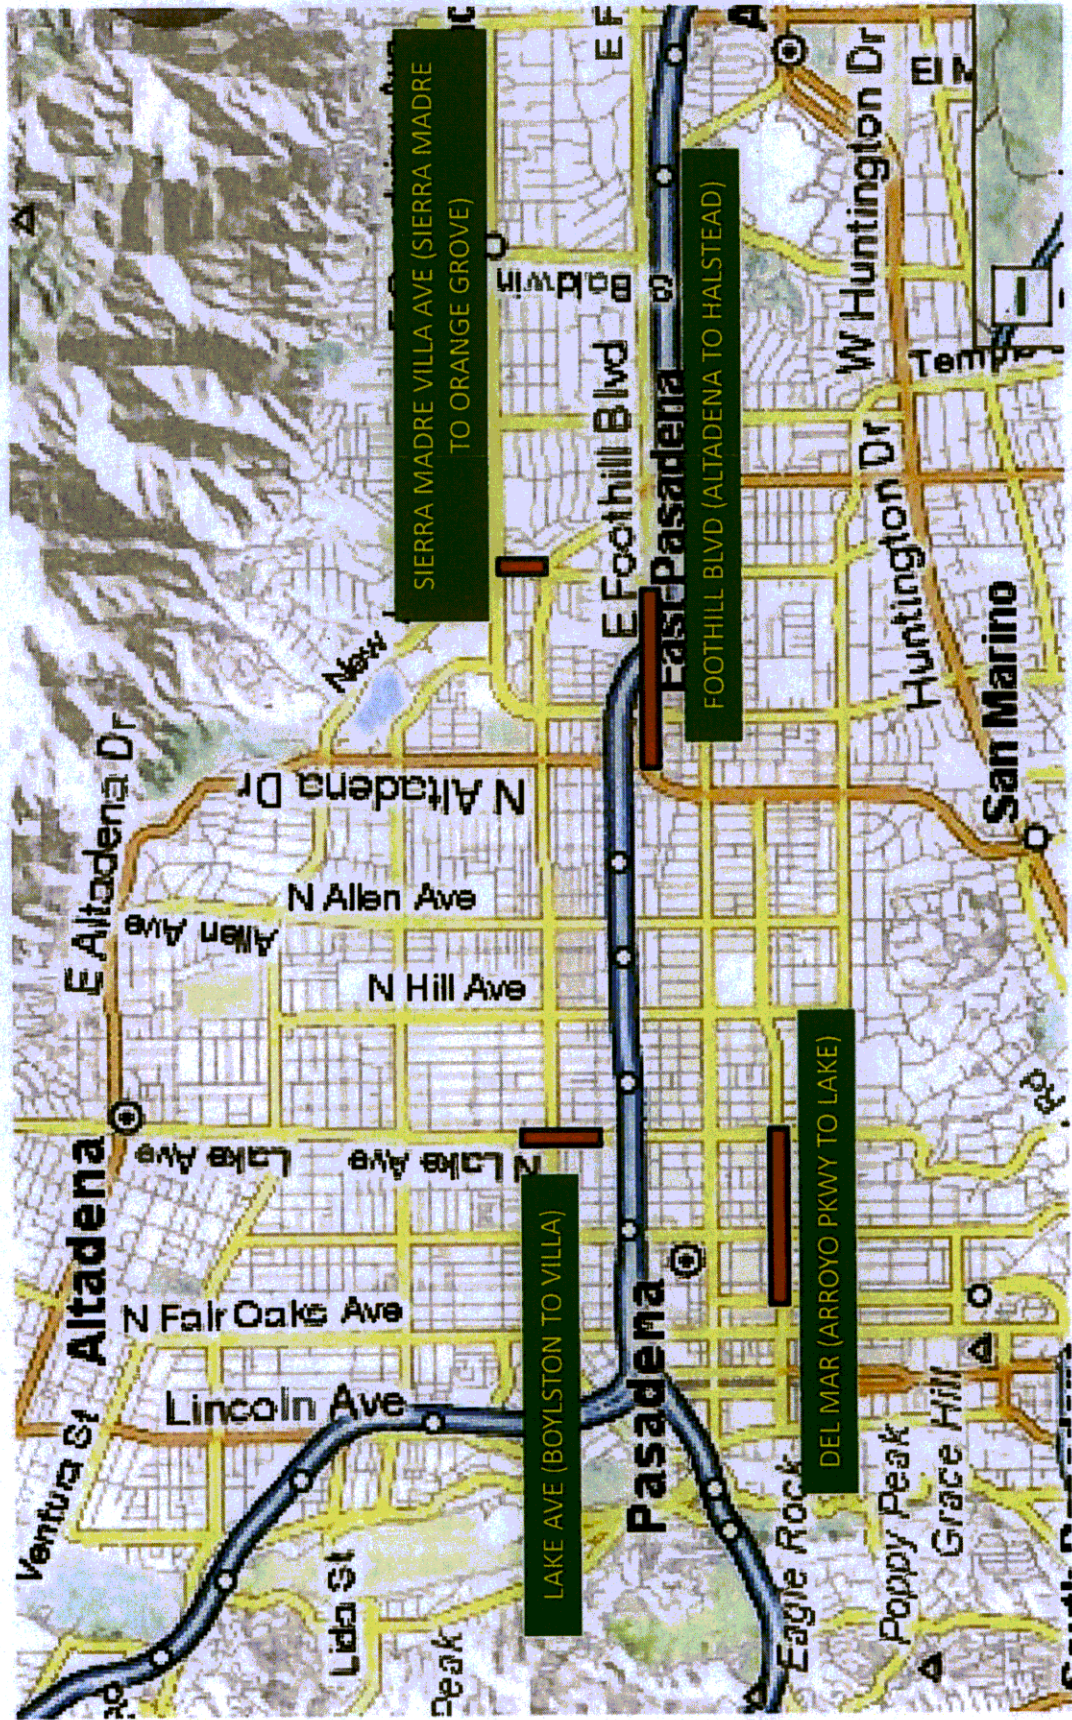 SIERRA MADRE VILLA AVE (SIERRA MADRE
TO ORANGE GROVE)
FOOTHILL BLVD (ALTADENA TO HALSTEAD)
LAKE AVE (BOYLSTON TO VILLA)
DEL MAR (ARROYO PKWY TO LAKE)
E Altadena Dr
N Altadena Dr
Allen Ave
N Allen Ave
N Hill Ave
Altadena
Lake Ave
N Lake Ave
N Fair Oaks Ave
Lincoln Ave
Ventura St
Lida St
Peak
Pasadena
Eagle Rock
Poppy Peak
Grace Hill
New
E Foothill Blvd
East Pasadena
Baldwin
W Huntington Dr
Huntington Dr
San Marino
Rd